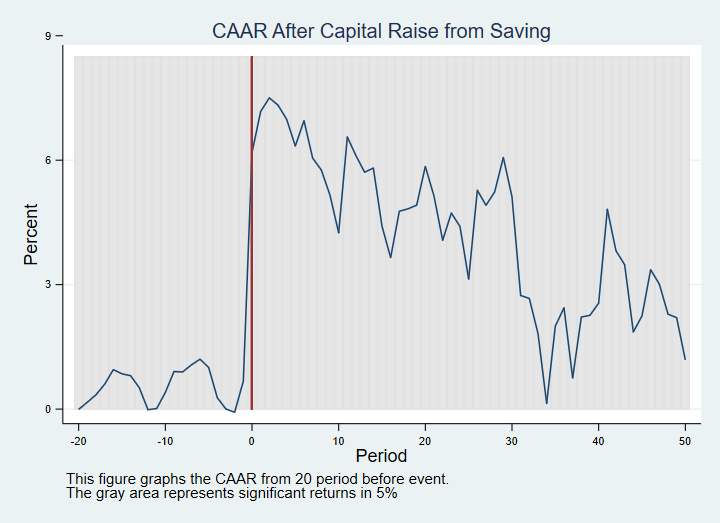 CAAR After Capital Raise from Saving
9
6
3
0
Percent
-20 -10 0 10 20 30 40 50
Period
This figure graphs the CAAR from 20 period before event.
The gray area represents significant returns in 5%